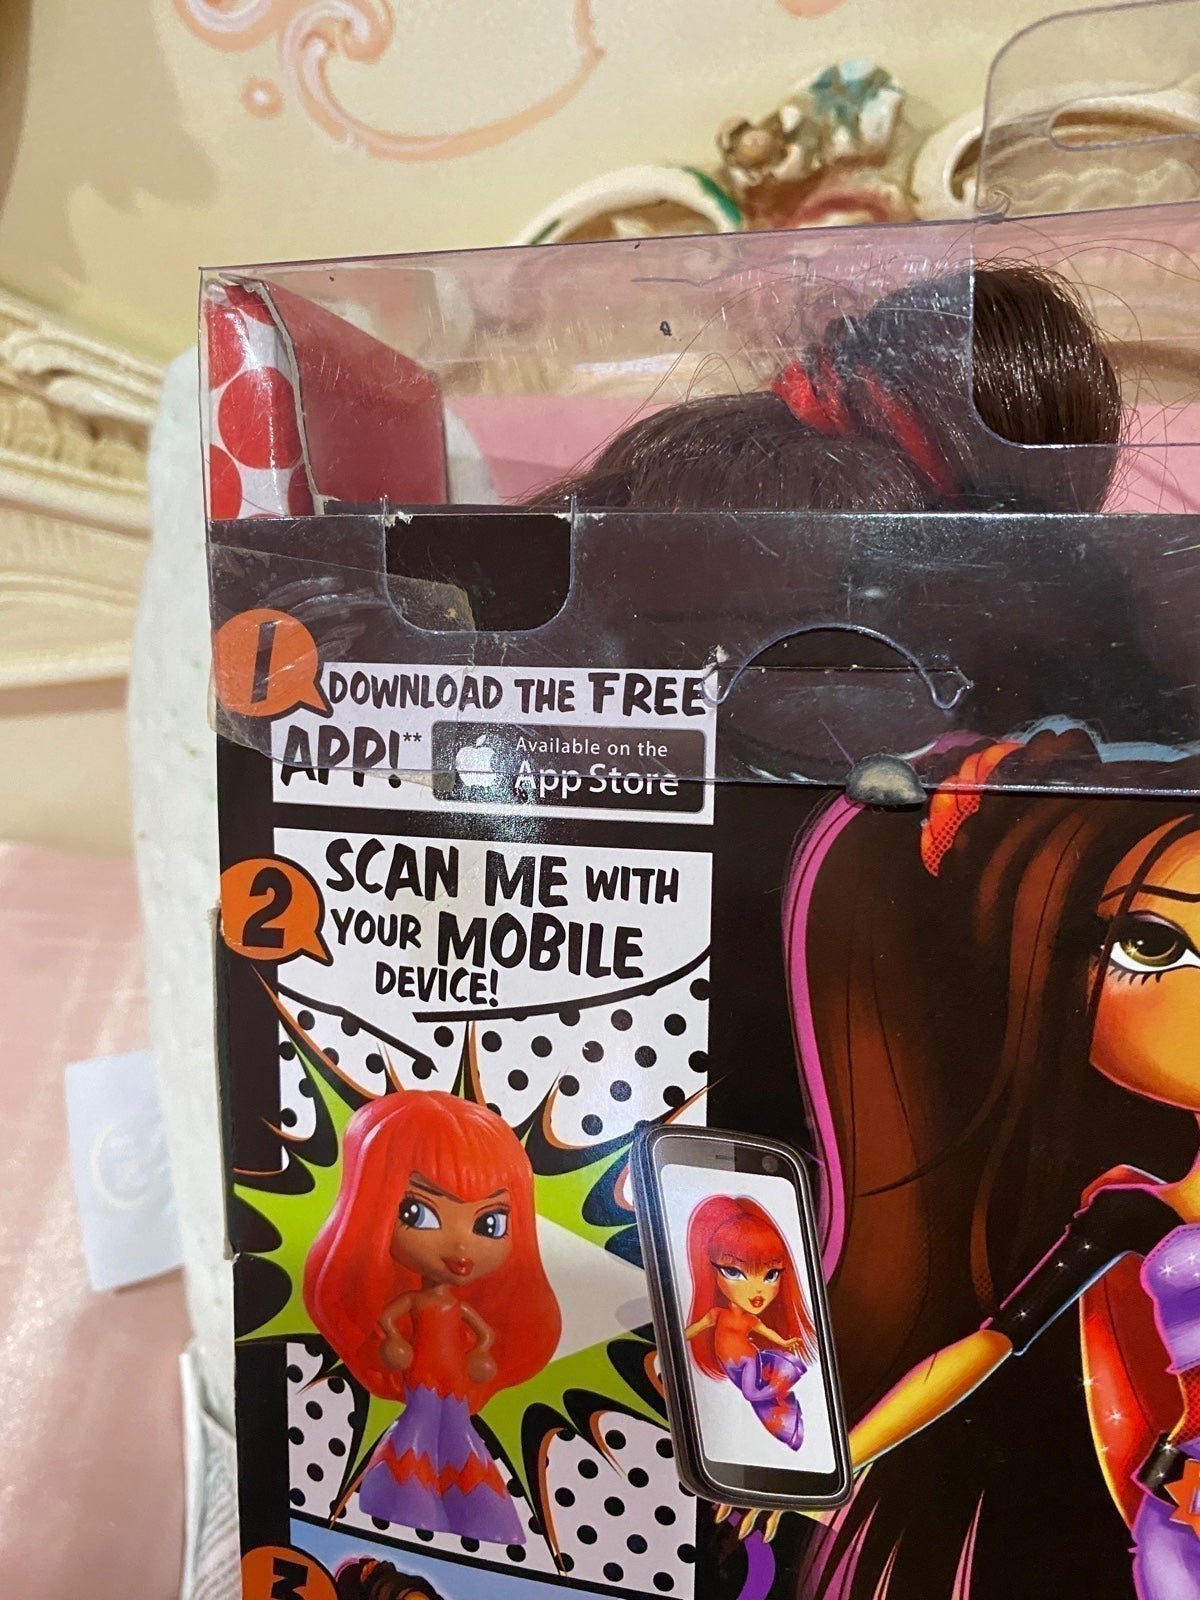 1
DOWNLOAD THE FREE
APP!**
Available on the
App Store
2
SCAN ME WITH
YOUR MOBILE
DEVICE!
3